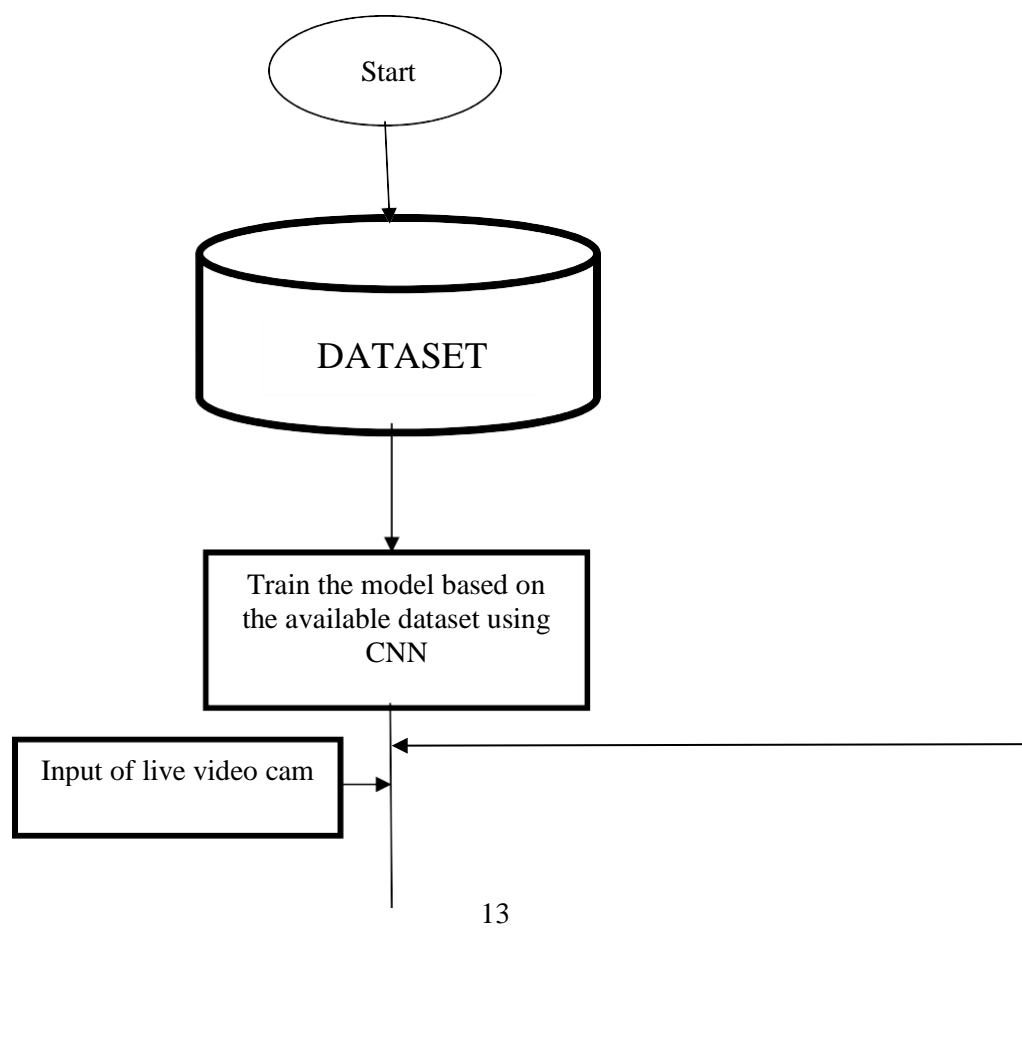 Start
DATASET
Train the model based on
the available dataset using
CNN
Input of live video cam
13